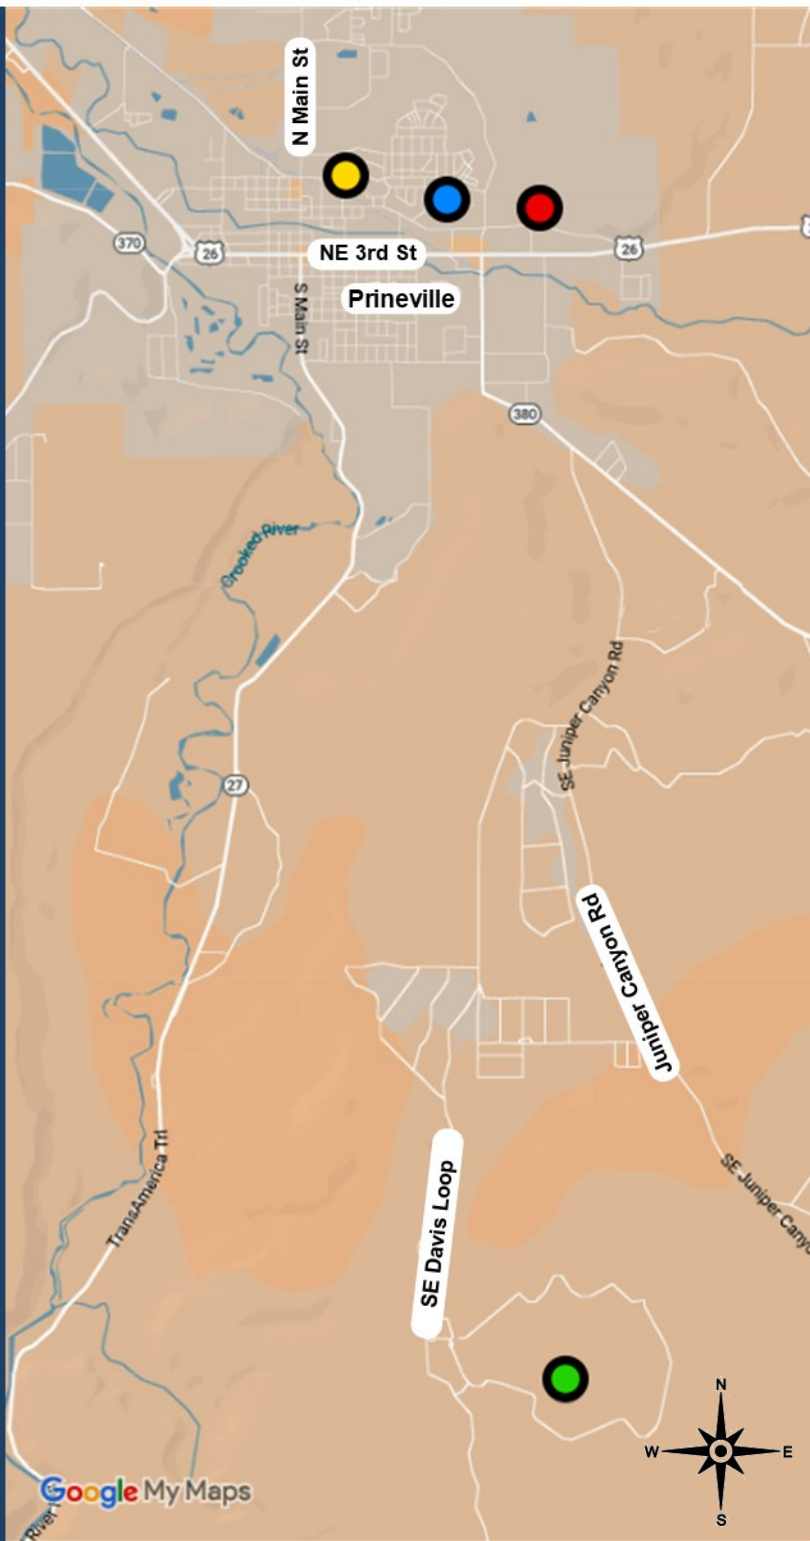 N Main St
370
26
NE 3rd St
26
Prineville
S Main St
380
Crooked River
SE Juniper Canyon Rd
27
Juniper Canyon Rd
TransAmerica Trl
SE Juniper Canyo
SE Davis Loop
N
W
E
S
Google My Maps
River